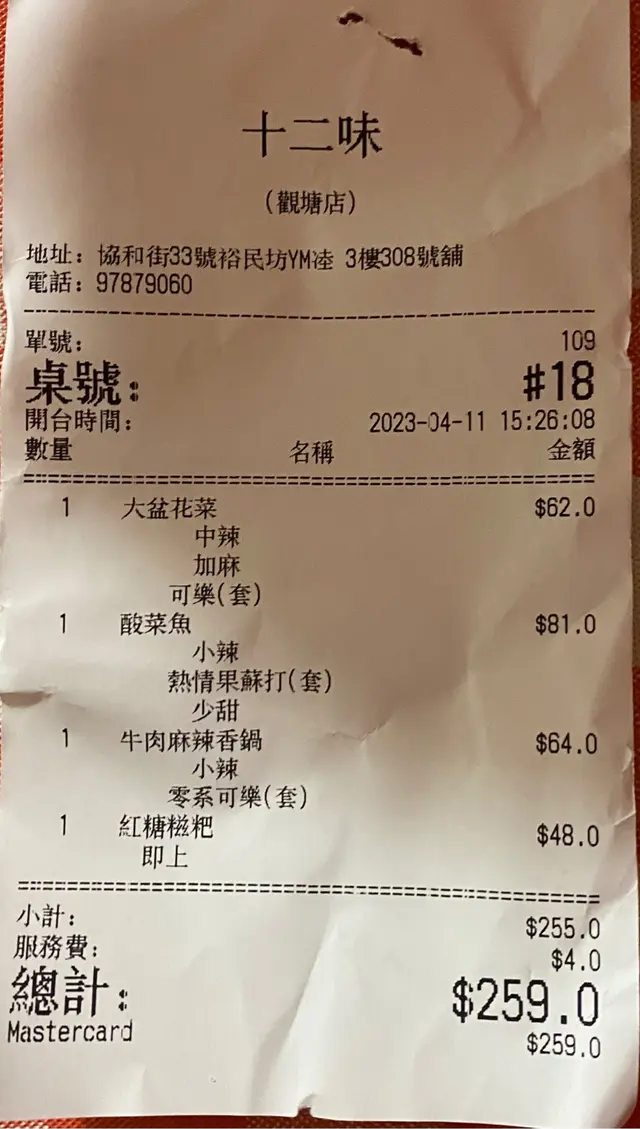 十二味
(觀塘店)
地址: 協和街33號裕民坊YM凌 3樓308號舖
電話: 97879060
單號: 109
桌號: #18
開台時間: 2023-04-11 15:26:08
數量 名稱 金額
1 大盆花菜 $62.0
中辣
加麻
可樂(套)
1 酸菜魚 $81.0
小辣
熱情果蘇打(套)
少甜
1 牛肉麻辣香鍋 $64.0
小辣
零系可樂(套)
1 紅糖糍粑 $48.0
即上
小計: $255.0
服務費: $4.0
總計: $259.0
Mastercard $259.0